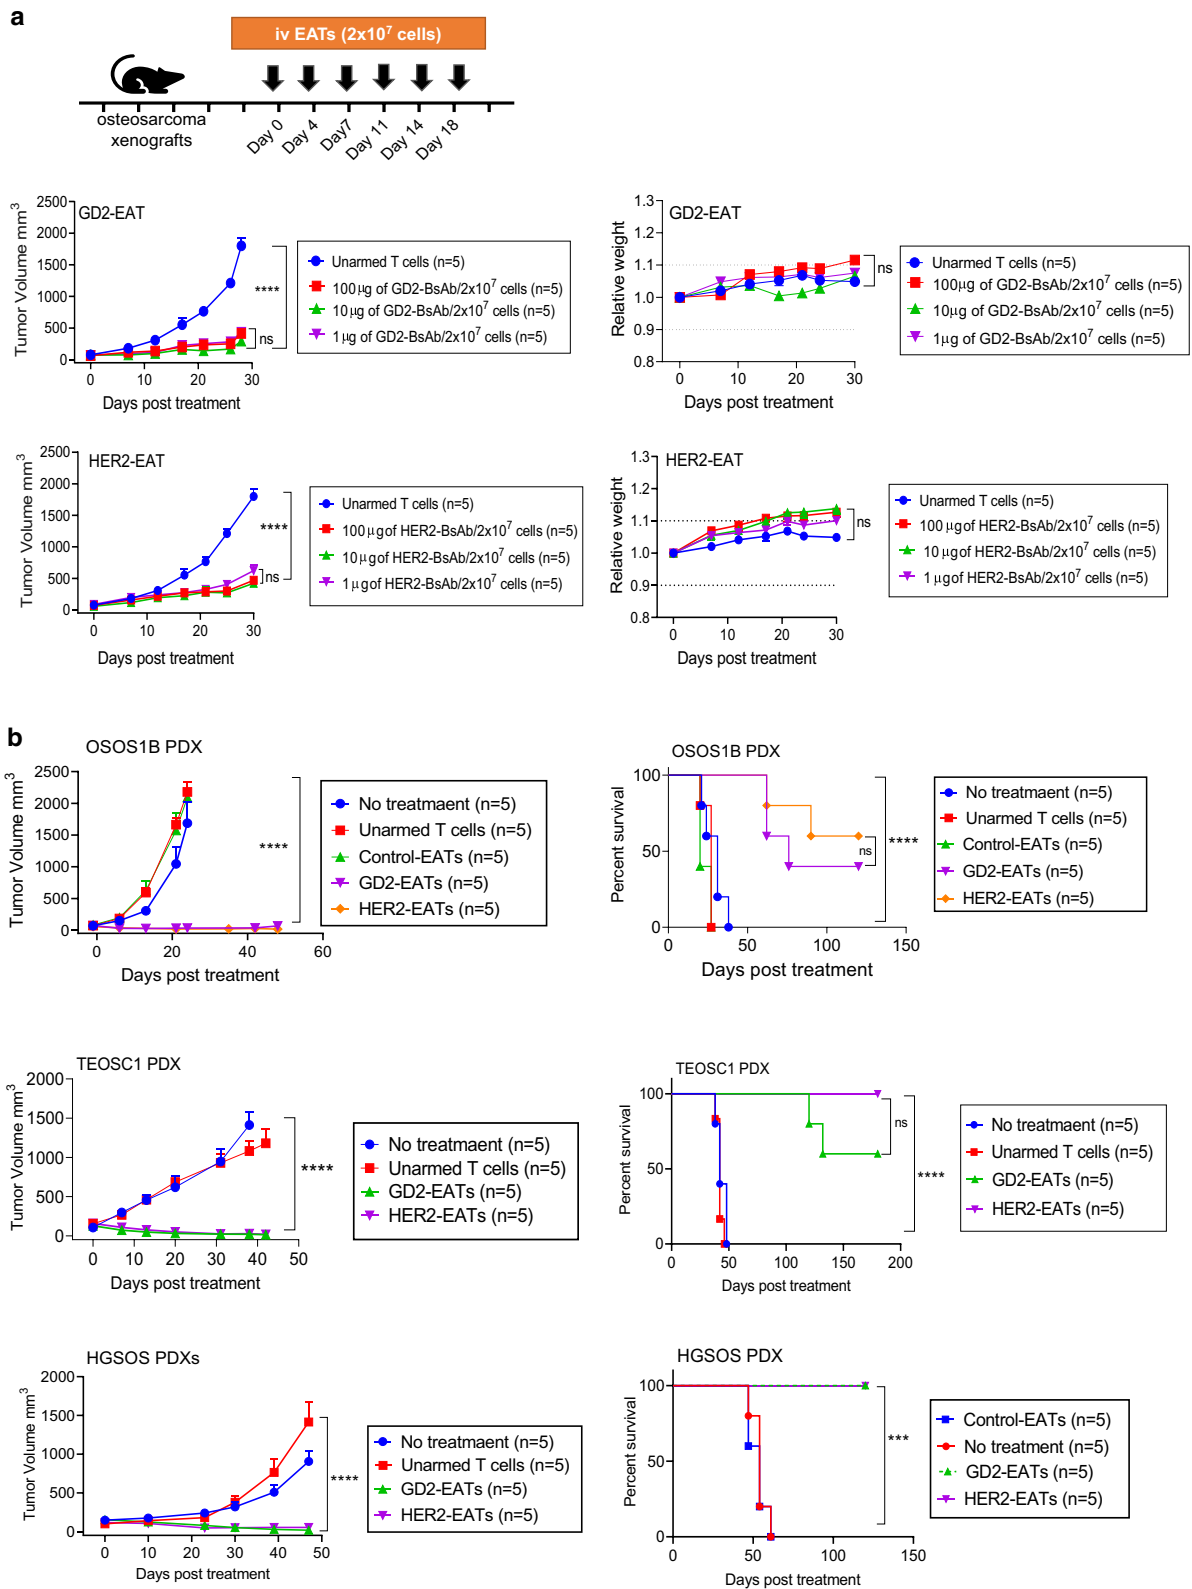 a
iv EATs (2x10⁷ cells)
osteosarcoma
xenografts
Day 0
Day 4
Day7
Day 11
Day 14
Day 18
GD2-EAT
Tumor Volume mm³
2500
2000
1500
1000
500
0
0 10 20 30
Days post treatment
****
ns
Unarmed T cells (n=5)
100μg of GD2-BsAb/2x10⁷ cells (n=5)
10μg of GD2-BsAb/2x10⁷ cells (n=5)
1μg of GD2-BsAb/2x10⁷ cells (n=5)
GD2-EAT
Relative weight
1.3
1.2
1.1
1.0
0.9
0.8
0 10 20 30
Days post treatment
ns
Unarmed T cells (n=5)
100μg of GD2-BsAb/2x10⁷ cells (n=5)
10μg of GD2-BsAb/2x10⁷ cells (n=5)
1μg of GD2-BsAb/2x10⁷ cells (n=5)
HER2-EAT
Tumor Volume mm³
2500
2000
1500
1000
500
0
0 10 20 30
Days post treatment
****
ns
Unarmed T cells (n=5)
100μgof HER2-BsAb/2x10⁷ cells (n=5)
10μgof HER2-BsAb/2x10⁷ cells (n=5)
1μgof HER2-BsAb/2x10⁷ cells (n=5)
HER2-EAT
Relative weight
1.3
1.2
1.1
1.0
0.9
0.8
0 10 20 30
Days post treatment
ns
Unarmed T cells (n=5)
100μgof HER2-BsAb/2x10⁷ cells (n=5)
10μgof HER2-BsAb/2x10⁷ cells (n=5)
1μgof HER2-BsAb/2x10⁷ cells (n=5)
b
OSOS1B PDX
Tumor Volume mm³
2500
2000
1500
1000
500
0
0 20 40 60
Days post treatment
****
No treatmaent (n=5)
Unarmed T cells (n=5)
Control-EATs (n=5)
GD2-EATs (n=5)
HER2-EATs (n=5)
OSOS1B PDX
Percent survival
100
50
0
0 50 100 150
Days post treatment
ns
****
No treatmaent (n=5)
Unarmed T cells (n=5)
Control-EATs (n=5)
GD2-EATs (n=5)
HER2-EATs (n=5)
TEOSC1 PDX
Tumor Volume mm³
2000
1500
1000
500
0
0 10 20 30 40 50
Days post treatment
****
No treatmaent (n=5)
Unarmed T cells (n=5)
GD2-EATs (n=5)
HER2-EATs (n=5)
TEOSC1 PDX
Percent survival
100
50
0
0 50 100 150 200
Days post treatment
ns
****
No treatmaent (n=5)
Unarmed T cells (n=5)
GD2-EATs (n=5)
HER2-EATs (n=5)
HGSOS PDXs
Tumor Volume mm³
2000
1500
1000
500
0
0 10 20 30 40 50
Days post treatment
****
No treatmaent (n=5)
Unarmed T cells (n=5)
GD2-EATs (n=5)
HER2-EATs (n=5)
HGSOS PDX
Percent survival
100
50
0
0 50 100 150
Days post treatment
***
Control-EATs (n=5)
No treatment (n=5)
GD2-EATs (n=5)
HER2-EATs (n=5)